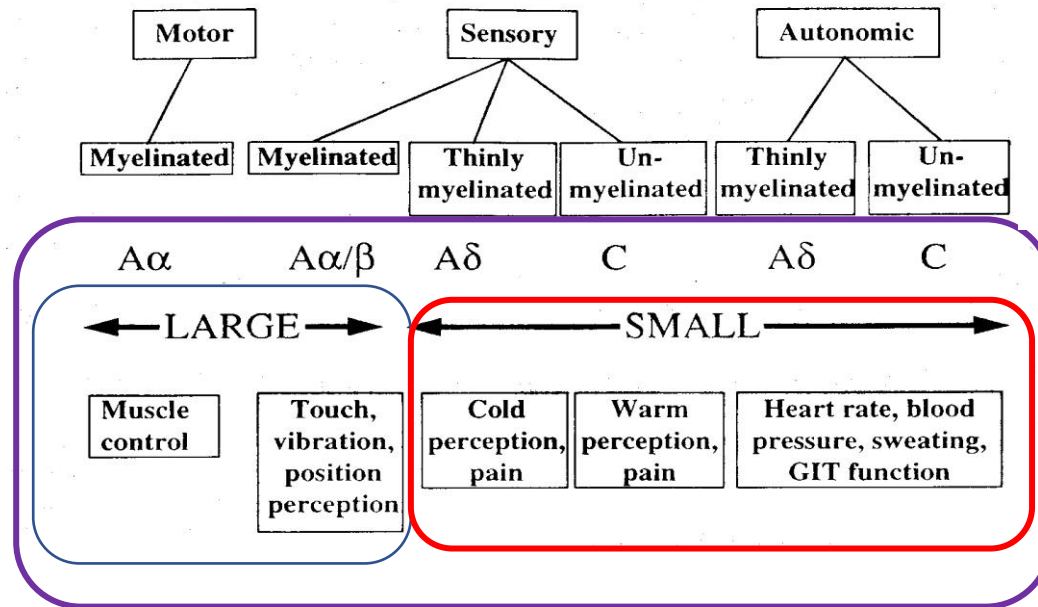 Motor Sensory Autonomic
Myelinated Myelinated Thinly myelinated Un-myelinated Thinly myelinated Un-myelinated
Aα Aα/β Aδ C Aδ C
LARGE SMALL
Muscle control
Touch, vibration, position perception
Cold perception, pain
Warm perception, pain
Heart rate, blood pressure, sweating, GIT function